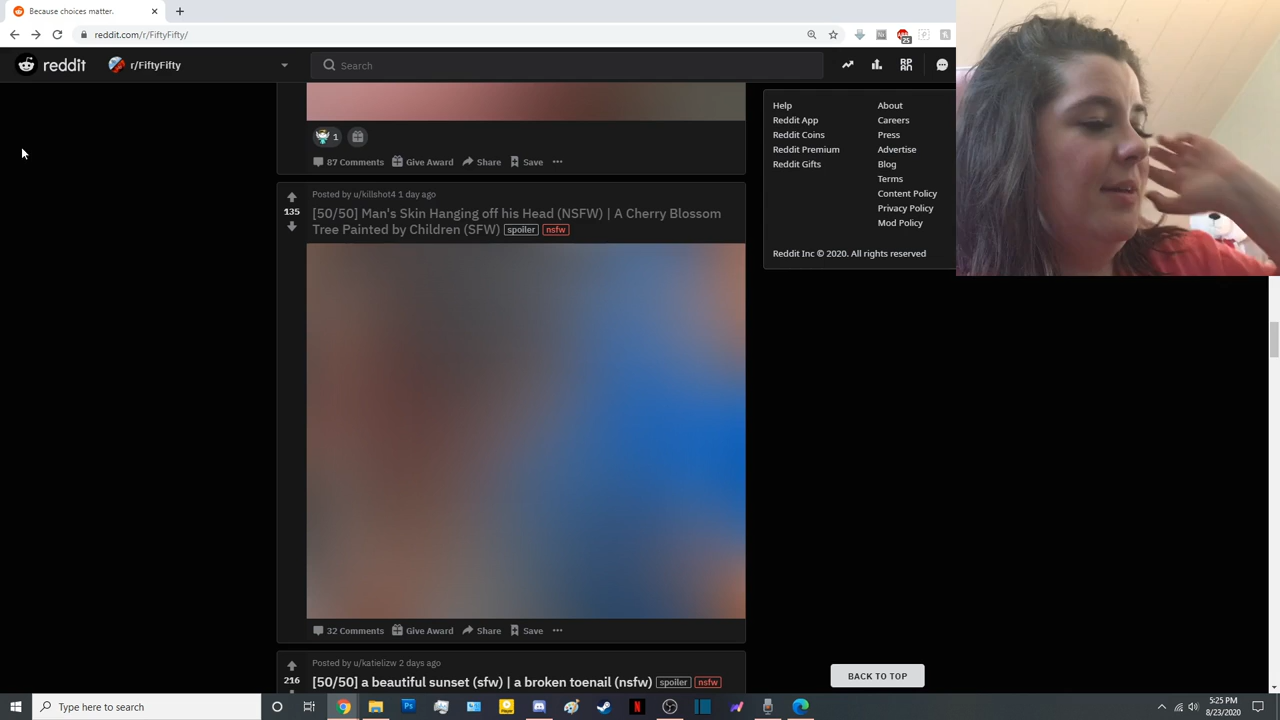 Because choices matter.
reddit.com/r/FiftyFifty/
25
reddit
r/FiftyFifty
Search
1
87 Comments
Give Award
Share
Save
135
Posted by u/killshot4 1 day ago
[50/50] Man's Skin Hanging off his Head (NSFW) | A Cherry Blossom
Tree Painted by Children (SFW) spoiler nsfw
32 Comments
Give Award
Share
Save
216
Posted by u/katielizw 2 days ago
[50/50] a beautiful sunset (sfw) | a broken toenail (nsfw) spoiler nsfw
Help
Reddit App
Reddit Coins
Reddit Premium
Reddit Gifts
About
Careers
Press
Advertise
Blog
Terms
Content Policy
Privacy Policy
Mod Policy
Reddit Inc © 2020. All rights reserved
BACK TO TOP
Type here to search
5:25 PM
8/23/2020